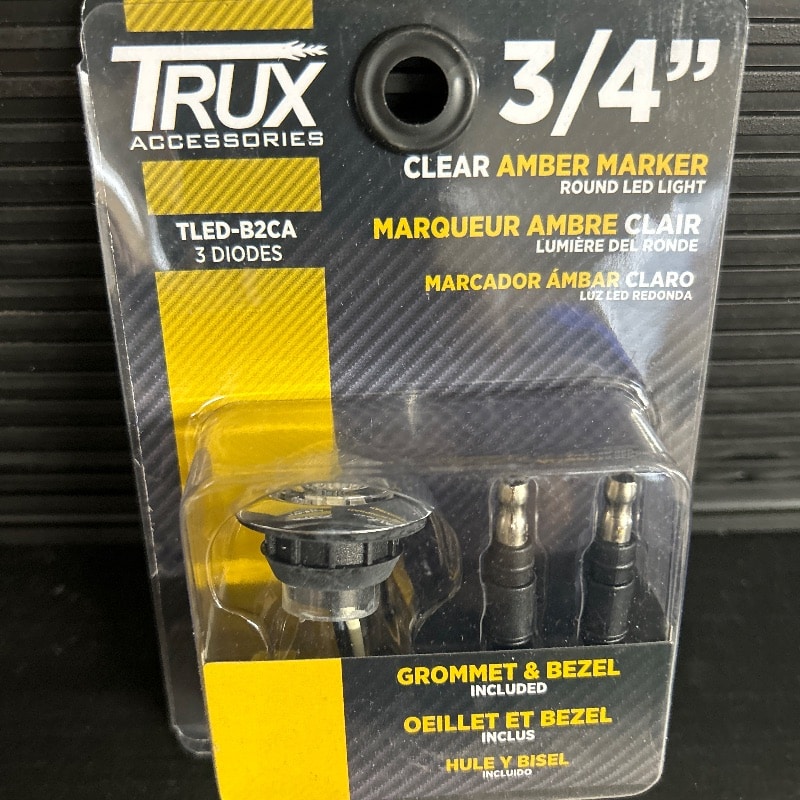 TRUX
ACCESSORIES
3/4”
CLEAR AMBER MARKER
ROUND LED LIGHT
TLED-B2CA
3 DIODES
MARQUEUR AMBRE CLAIR
LUMIÈRE DEL RONDE
MARCADOR ÁMBAR CLARO
LUZ LED REDONDA
GROMMET & BEZEL
INCLUDED
OEILLET ET BEZEL
INCLUS
HULE Y BISEL
INCLUIDO